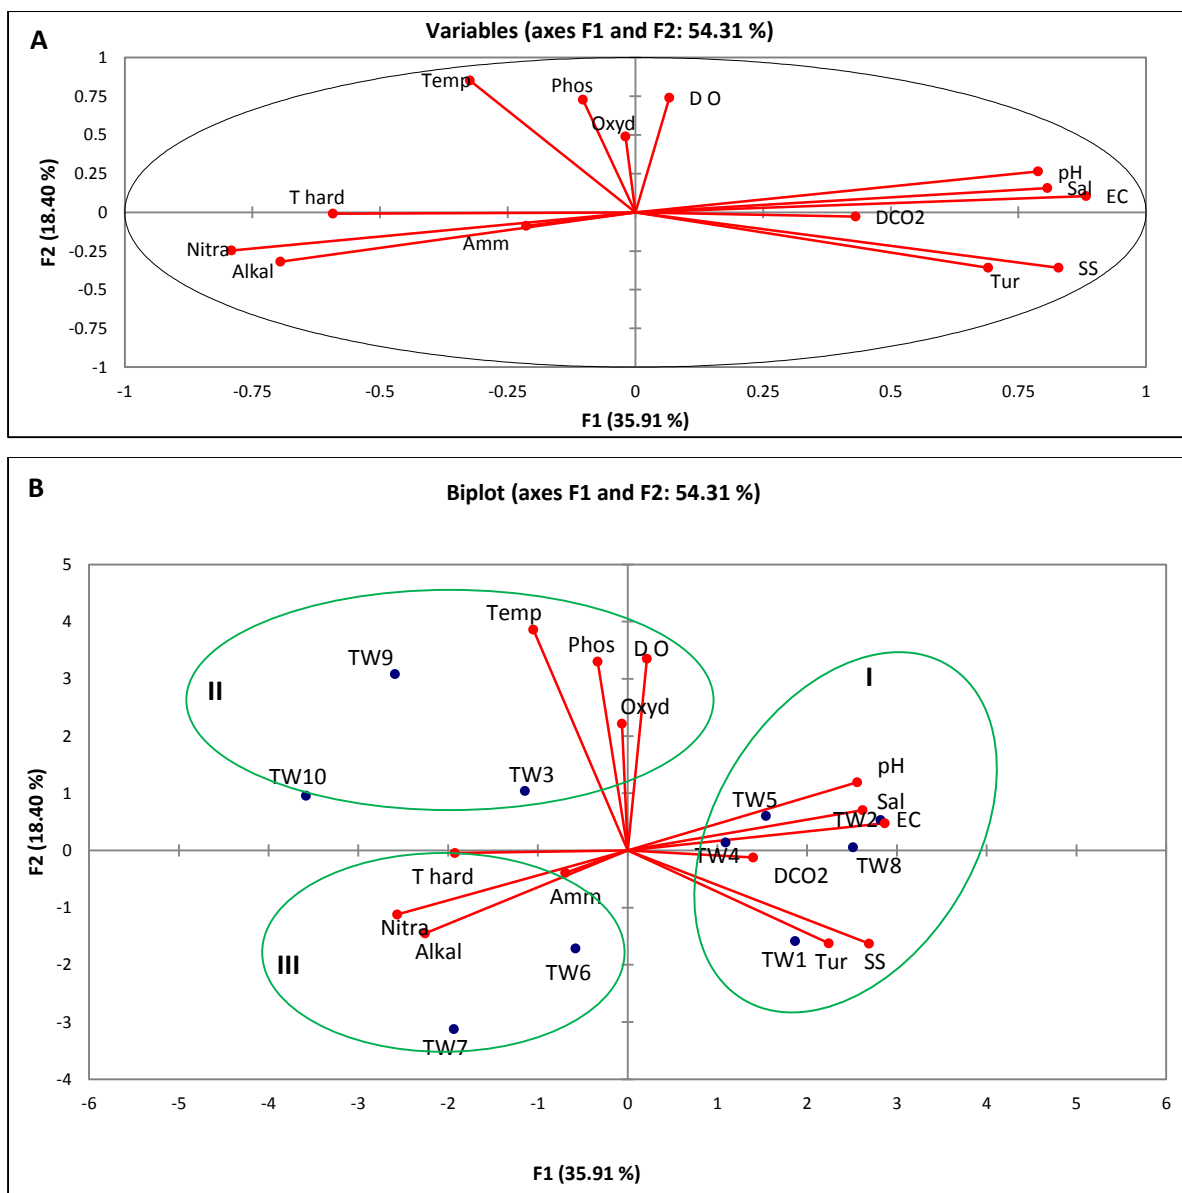 A
Variables (axes F1 and F2: 54.31 %)
1
Temp
Phos
D O
0.75
Oxyd
0.5
0.25
pH
Sal
EC
T hard
0
DCO2
Amm
Nitra
-0.25
Alkal
SS
Tur
-0.5
-0.75
-1
F2 (18.40 %)
-1 -0.75 -0.5 -0.25 0 0.25 0.5 0.75 1
F1 (35.91 %)
B
Biplot (axes F1 and F2: 54.31 %)
5
4
Temp
Phos
D O
TW9
3
II
I
Oxyd
2
TW10
TW3
pH
1
TW5
Sal
TW2
EC
0
TW4
TW8
T hard
DCO2
Amm
-1
Nitra
Alkal
TW1
Tur
SS
III
TW6
-2
-3
TW7
-4
F2 (18.40 %)
-6 -5 -4 -3 -2 -1 0 1 2 3 4 5 6
F1 (35.91 %)